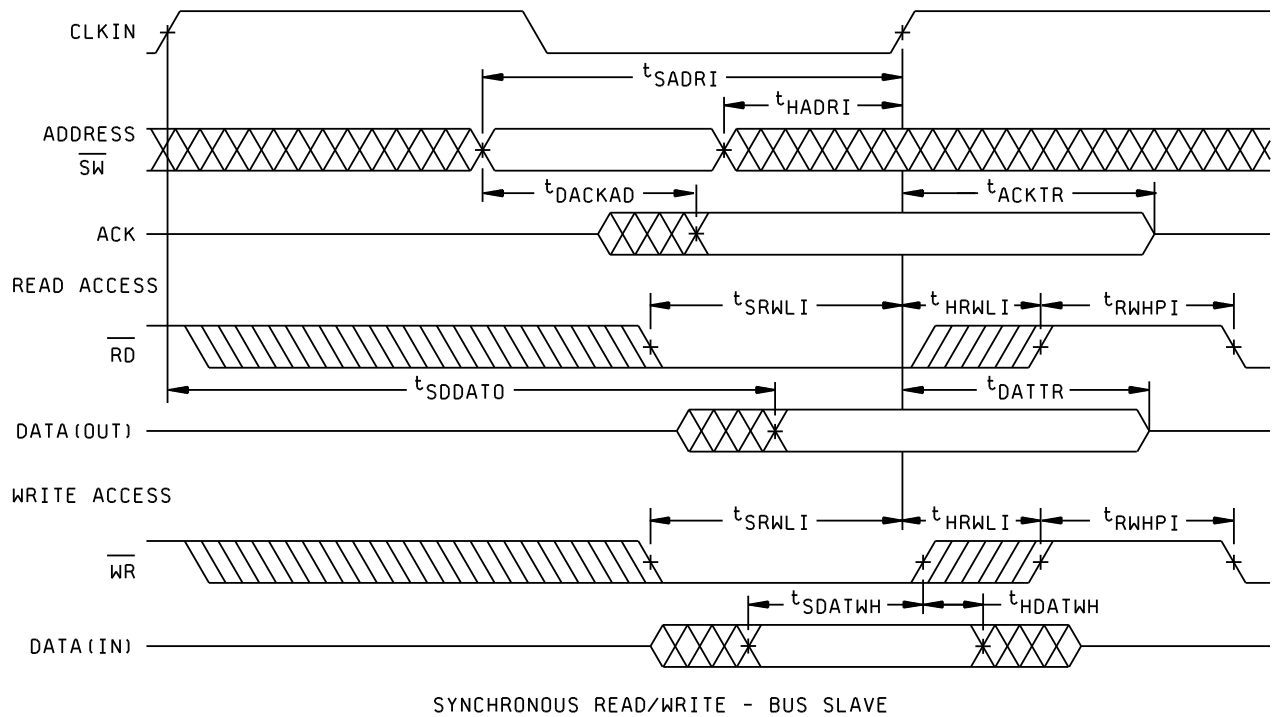 CLKIN
tSADRI
tHADRI
ADDRESS
SW
tDACKAD
tACKTR
ACK
READ ACCESS
tSRWLI
tHRWLI
tRWHPI
RD
tSDDATO
tDATTR
DATA(OUT)
WRITE ACCESS
tSRWLI
tHRWLI
tRWHPI
WR
tSDATWH
tHDATWH
DATA(IN)
SYNCHRONOUS READ/WRITE - BUS SLAVE